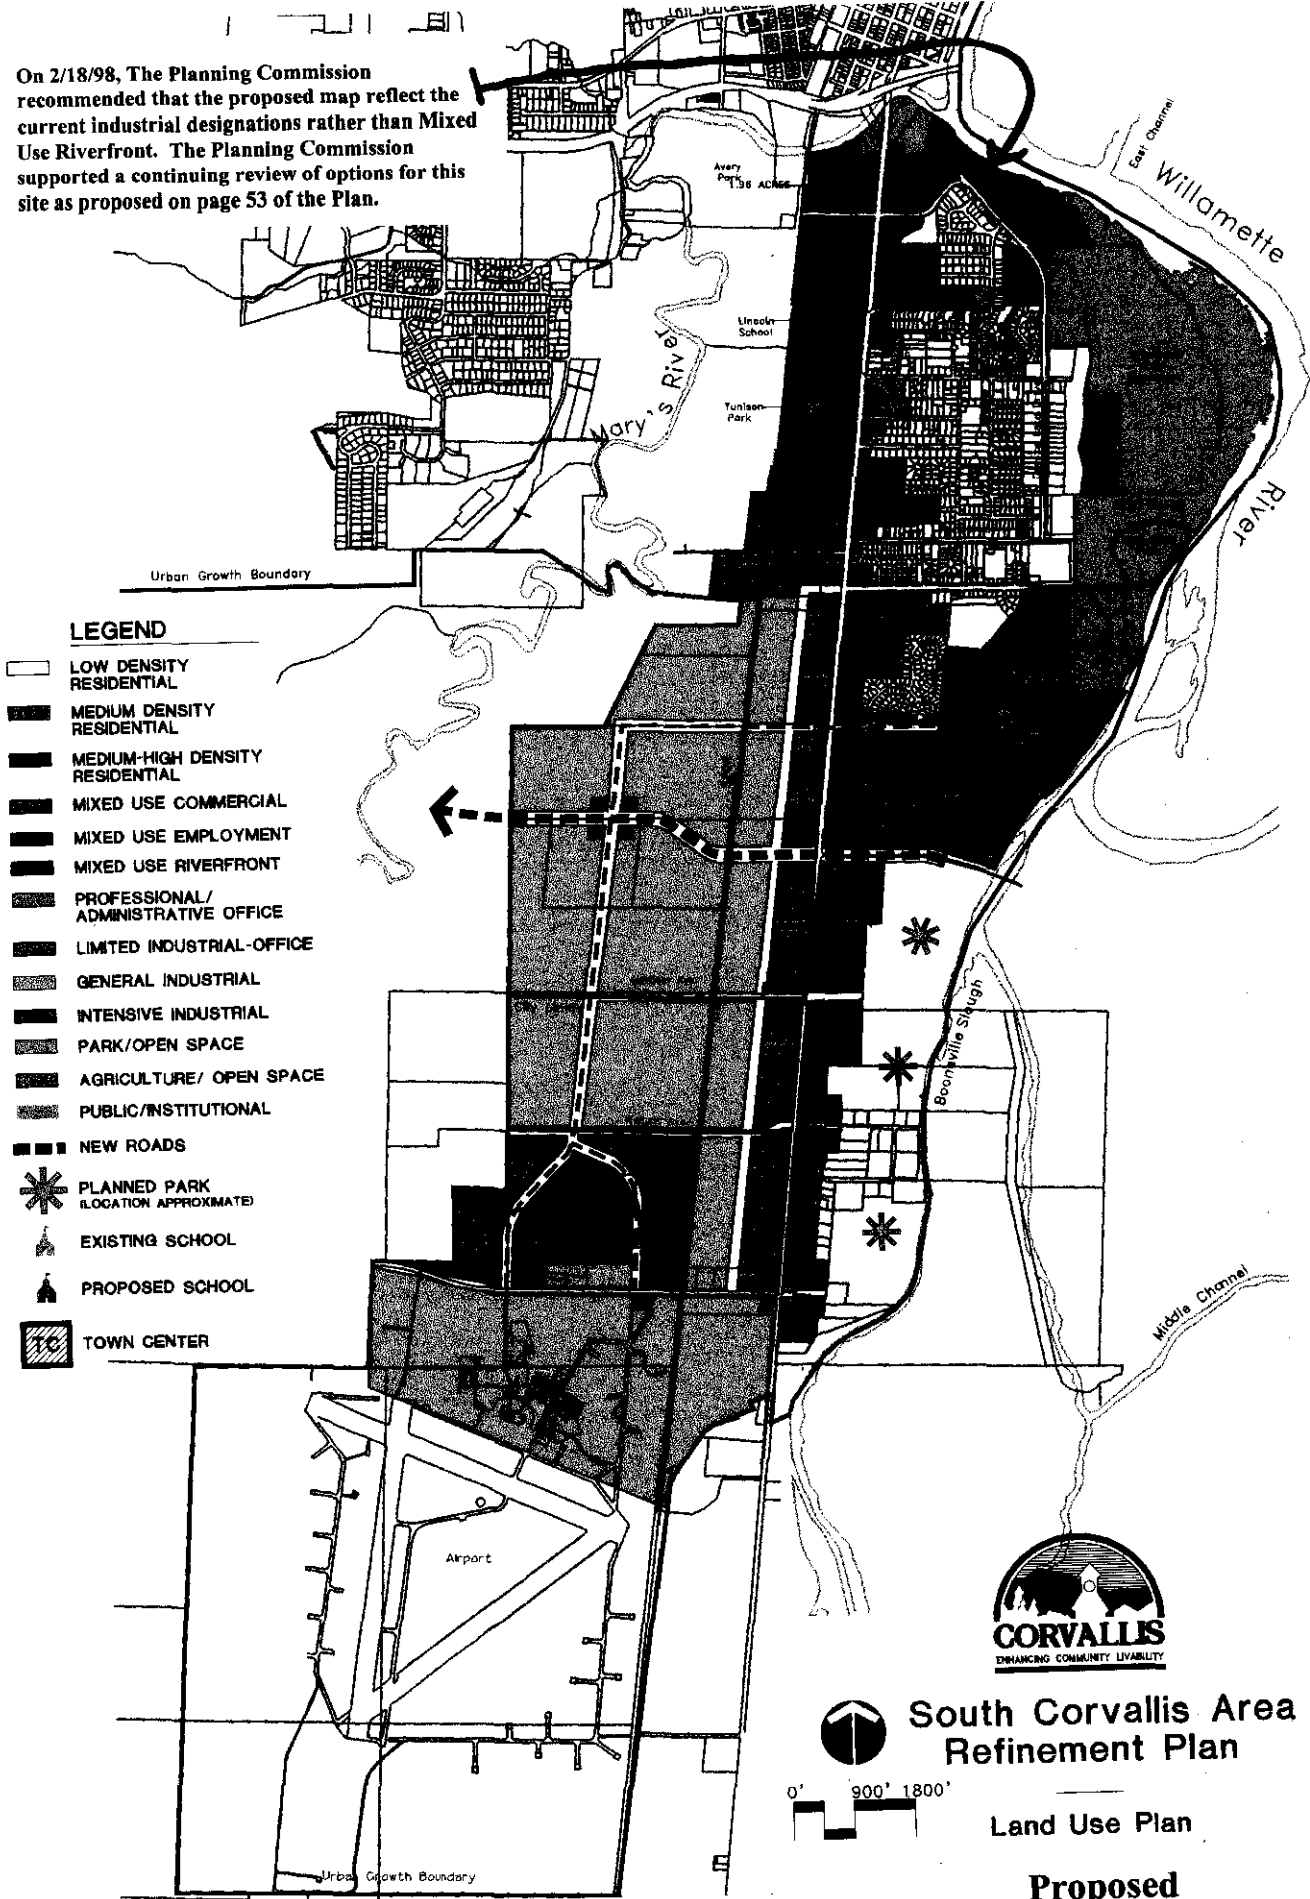 On 2/18/98, The Planning Commission
recommended that the proposed map reflect the
current industrial designations rather than Mixed
Use Riverfront. The Planning Commission
supported a continuing review of options for this
site as proposed on page 53 of the Plan.
Avery
Park
1.96 ACRES
East Channel
Willamette
River
Lincoln
School
Tunison
Park
Mary's River
Urban Growth Boundary
LEGEND
LOW DENSITY
RESIDENTIAL
MEDIUM DENSITY
RESIDENTIAL
MEDIUM-HIGH DENSITY
RESIDENTIAL
MIXED USE COMMERCIAL
MIXED USE EMPLOYMENT
MIXED USE RIVERFRONT
PROFESSIONAL/
ADMINISTRATIVE OFFICE
LIMITED INDUSTRIAL-OFFICE
GENERAL INDUSTRIAL
INTENSIVE INDUSTRIAL
PARK/OPEN SPACE
AGRICULTURE/ OPEN SPACE
PUBLIC/INSTITUTIONAL
NEW ROADS
PLANNED PARK
(LOCATION APPROXIMATE)
EXISTING SCHOOL
PROPOSED SCHOOL
TC TOWN CENTER
Boonville Slough
Middle Channel
Airport
Urban Growth Boundary
CORVALLIS
ENHANCING COMMUNITY LIVABILITY
South Corvallis Area
Refinement Plan
0' 900' 1800'
Land Use Plan
Proposed